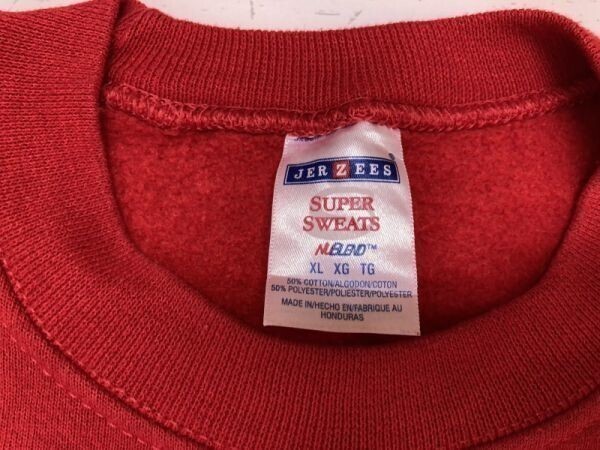 JERZEES®
SUPER
SWEATS
NUBLEND™
XL XG TG
50% COTTON/ALGODON/COTON
50% POLYESTER/POLIESTER/POLYESTER
MADE IN/HECHO EN/FABRIQUE AU
HONDURAS